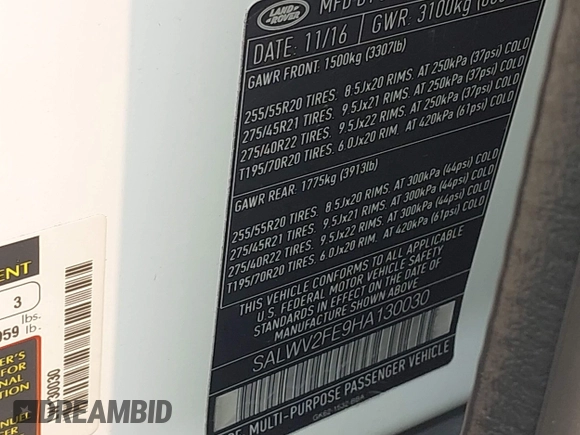 LAND-
-ROVER
MFD BY
DATE: 11/16
GWR: 3100kg
GAWR FRONT: 1500kg (3307lb)
255/55R20 TIRES. 8.5Jx20 RIMS. AT 250kPa (37psi) COLD
275/45R21 TIRES. 9.5Jx21 RIMS. AT 250kPa (37psi) COLD
275/40R22 TIRES. 9.5Jx22 RIMS. AT 250kPa (37psi) COLD
T195/70R20 TIRES. 6.0Jx20 RIM. AT 420kPa (61psi) COLD
GAWR REAR: 1775kg (3913lb)
255/55R20 TIRES. 8.5Jx20 RIMS. AT 300kPa (44psi) COLD
275/45R21 TIRES. 9.5Jx21 RIMS. AT 300kPa (44psi) COLD
275/40R22 TIRES. 9.5Jx22 RIMS. AT 300kPa (44psi) COLD
T195/70R20 TIRES. 6.0Jx20 RIM. AT 420kPa (61psi) COLD
THIS VEHICLE CONFORMS TO ALL APPLICABLE
U.S. FEDERAL MOTOR VEHICLE SAFETY
STANDARDS IN EFFECT ON THE DATE OF
MANUFACTURE SHOWN ABOVE.
SALWV2FE9HA130030
MULTI-PURPOSE PASSENGER VEHICLE
3
lbs.
lb.
30030
DREAMBID